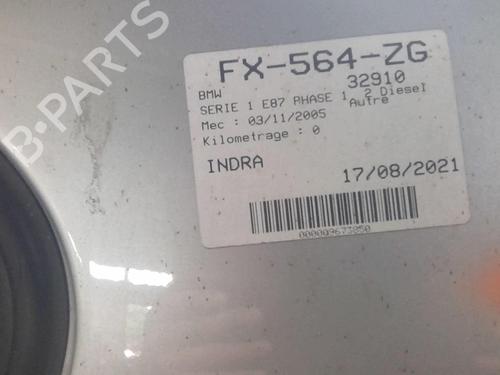 B-PARTS
FX-564-ZG
32910
BMW
SERIE 1 E87 PHASE 1 2 Diesel
Autre
Mec : 03/11/2005
Kilometrage : 0
INDRA
17/08/2021
000009673050